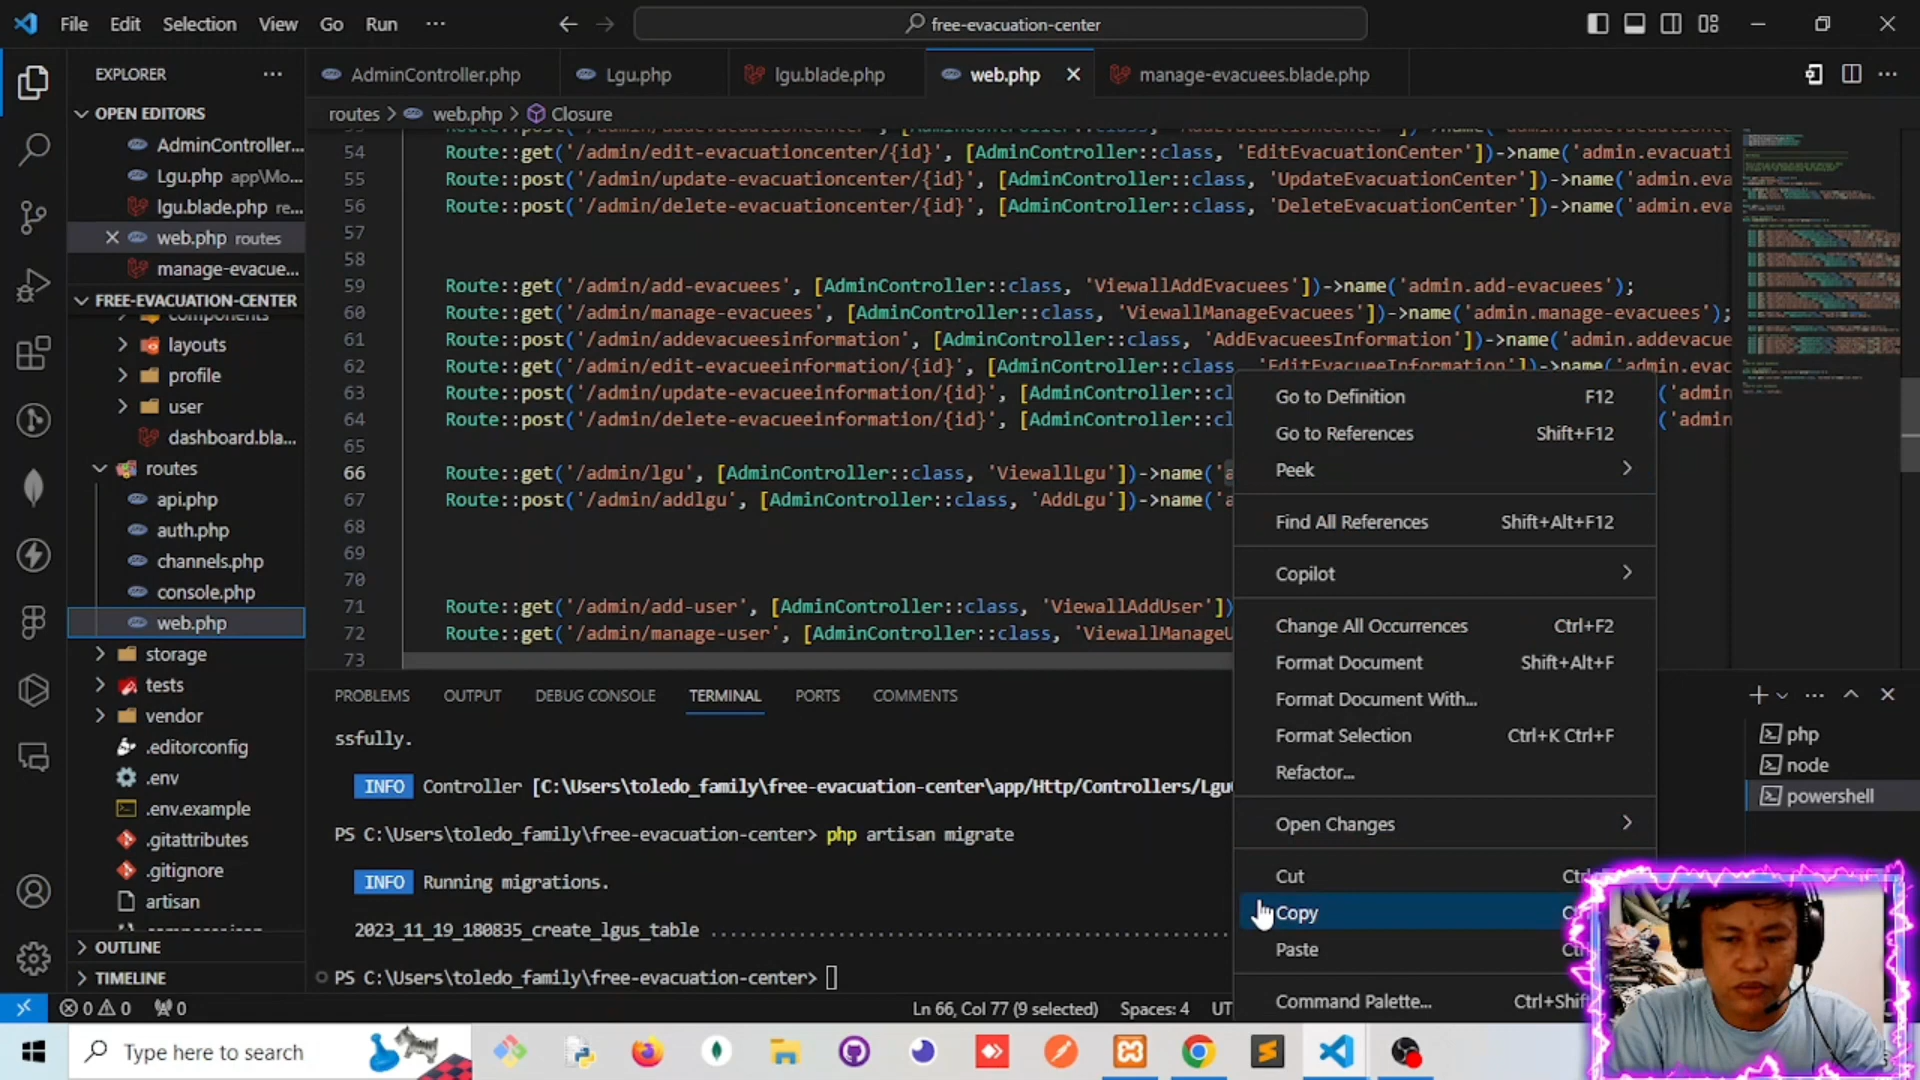 File Edit Selection View Go Run ··· free-evacuation-center
EXPLORER
AdminController.php Lgu.php lgu.blade.php web.php manage-evacuees.blade.php
OPEN EDITORS
routes > web.php > Closure
AdminController...
Lgu.php app\Mo...
lgu.blade.php re...
web.php routes
manage-evacue...
FREE-EVACUATION-CENTER
components
layouts
profile
user
dashboard.bla...
routes
api.php
auth.php
channels.php
console.php
web.php
storage
tests
vendor
.editorconfig
.env
.env.example
.gitattributes
.gitignore
artisan
OUTLINE
TIMELINE
54 Route::get('/admin/edit-evacuationcenter/{id}', [AdminController::class, 'EditEvacuationCenter'])->name('admin.evacuati
55 Route::post('/admin/update-evacuationcenter/{id}', [AdminController::class, 'UpdateEvacuationCenter'])->name('admin.eva
56 Route::post('/admin/delete-evacuationcenter/{id}', [AdminController::class, 'DeleteEvacuationCenter'])->name('admin.eva
57
58
59 Route::get('/admin/add-evacuees', [AdminController::class, 'ViewallAddEvacuees'])->name('admin.add-evacuees');
60 Route::get('/admin/manage-evacuees', [AdminController::class, 'ViewallManageEvacuees'])->name('admin.manage-evacuees');
61 Route::post('/admin/addevacueesinformation', [AdminController::class, 'AddEvacueesInformation'])->name('admin.addevacue
62 Route::get('/admin/edit-evacueeinformation/{id}', [AdminController::class, 'EditEvacueeInformation'])->name('admin.evac
63 Route::post('/admin/update-evacueeinformation/{id}', [AdminController::cl ('admin
64 Route::post('/admin/delete-evacueeinformation/{id}', [AdminController::cl ('admin
65
66 Route::get('/admin/lgu', [AdminController::class, 'ViewallLgu'])->name('a
67 Route::post('/admin/addlgu', [AdminController::class, 'AddLgu'])->name('a
68
69
70
71 Route::get('/admin/add-user', [AdminController::class, 'ViewallAddUser'])
72 Route::get('/admin/manage-user', [AdminController::class, 'ViewallManageU
73
Go to Definition F12
Go to References Shift+F12
Peek
Find All References Shift+Alt+F12
Copilot
Change All Occurrences Ctrl+F2
Format Document Shift+Alt+F
Format Document With...
Format Selection Ctrl+K Ctrl+F
Refactor...
Open Changes
Cut Ctr
Copy C
Paste Ct
Command Palette... Ctrl+Shif
PROBLEMS OUTPUT DEBUG CONSOLE TERMINAL PORTS COMMENTS
ssfully.
INFO Controller [C:\Users\toledo_family\free-evacuation-center\app/Http/Controllers/Lgu
PS C:\Users\toledo_family\free-evacuation-center> php artisan migrate
INFO Running migrations.
2023_11_19_180835_create_lgus_table ..........................................
PS C:\Users\toledo_family\free-evacuation-center>
php
node
powershell
0 0 0 Ln 66, Col 77 (9 selected) Spaces: 4 UT
Type here to search